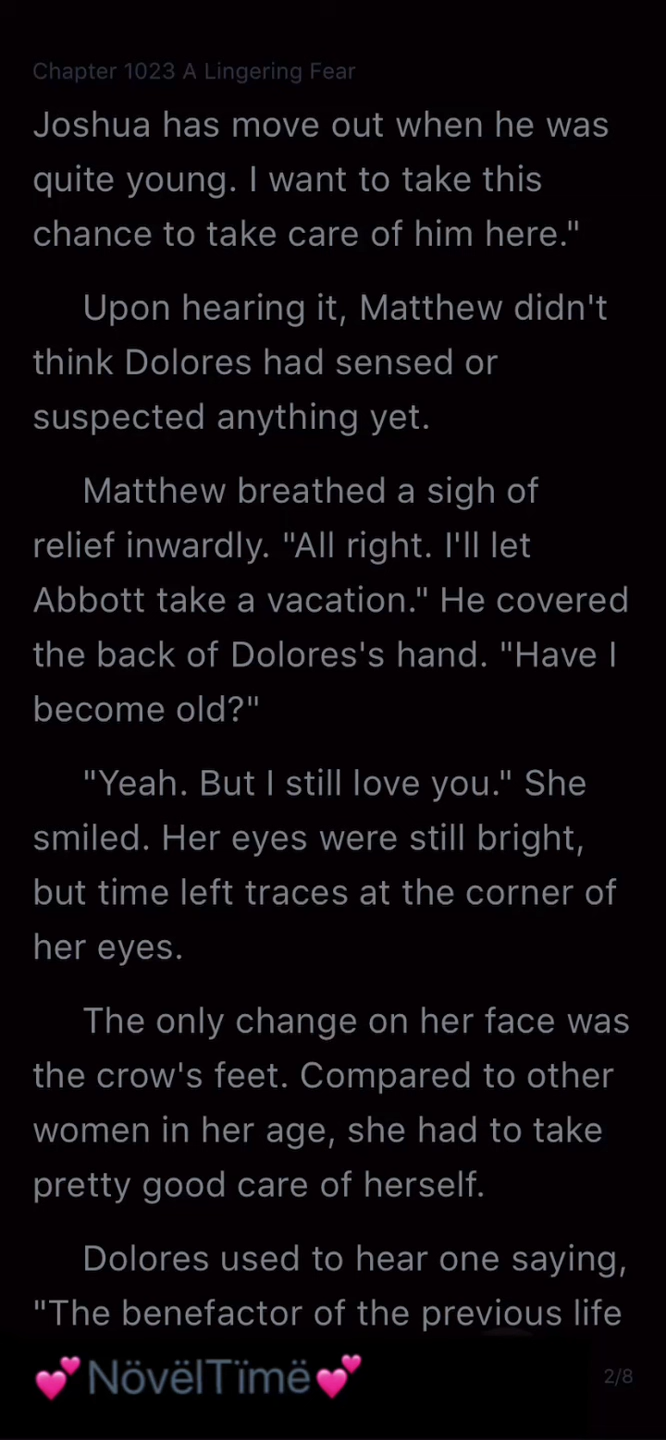 Chapter 1023 A Lingering Fear
Joshua has move out when he was
quite young. I want to take this
chance to take care of him here."
Upon hearing it, Matthew didn't
think Dolores had sensed or
suspected anything yet.
Matthew breathed a sigh of
relief inwardly. "All right. I'll let
Abbott take a vacation." He covered
the back of Dolores's hand. "Have I
become old?"
"Yeah. But I still love you." She
smiled. Her eyes were still bright,
but time left traces at the corner of
her eyes.
The only change on her face was
the crow's feet. Compared to other
women in her age, she had to take
pretty good care of herself.
Dolores used to hear one saying,
"The benefactor of the previous life
💕NövëlTïmë💕
2/8